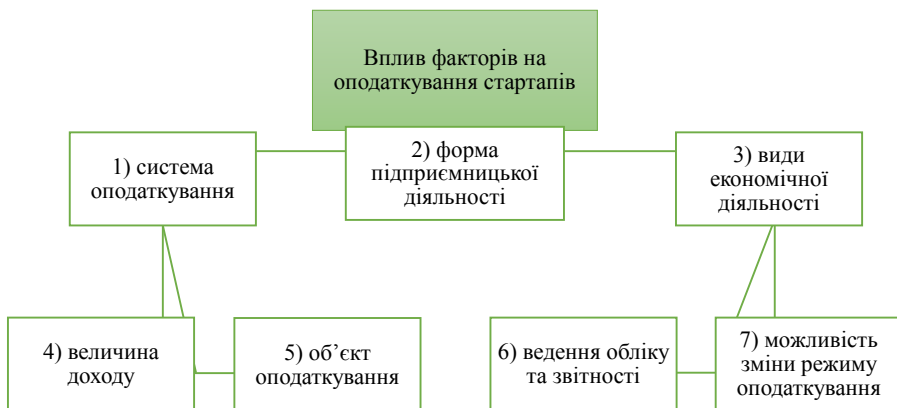 Вплив факторів на
оподаткування стартапів
1) система
оподаткування
2) форма
підприємницької
діяльності
3) види
економічної
діяльності
4) величина
доходу
5) об’єкт
оподаткування
6) ведення обліку
та звітності
7) можливість
зміни режиму
оподаткування